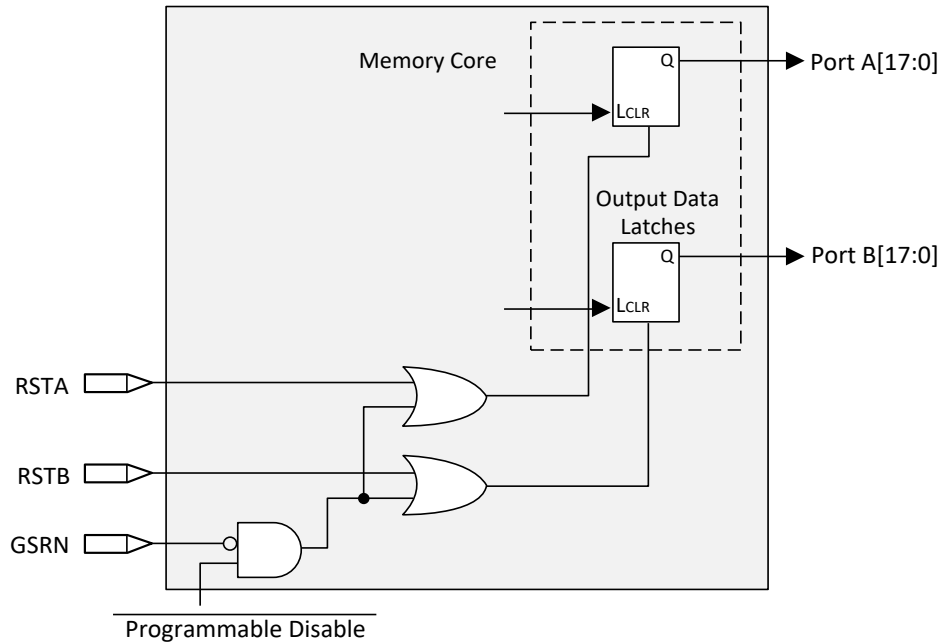 Memory Core
Q
Port A[17:0]
LCLR
Output Data
Latches
Q
Port B[17:0]
LCLR
RSTA
RSTB
GSRN
Programmable Disable